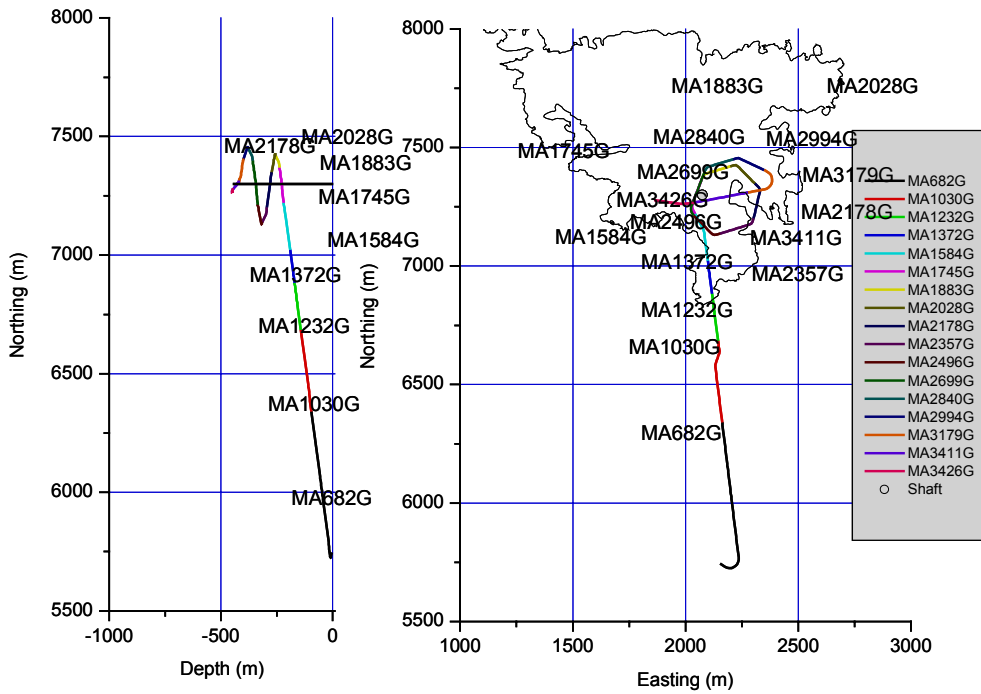 8000
7500
7000
6500
6000
5500
-1000
-500
0
Northing (m)
Depth (m)
MA2028G
MA2178G
MA1883G
MA1745G
MA1584G
MA1372G
MA1232G
MA1030G
MA682G
8000
7500
7000
6500
6000
5500
1000
1500
2000
2500
3000
Northing (m)
Easting (m)
MA1883G
MA2028G
MA2840G
MA2994G
MA1745G
MA2699G
MA3179G
MA3426G
MA2178G
MA2496G
MA1584G
MA3411G
MA1372G
MA2357G
MA1232G
MA1030G
MA682G
MA682G
MA1030G
MA1232G
MA1372G
MA1584G
MA1745G
MA1883G
MA2028G
MA2178G
MA2357G
MA2496G
MA2699G
MA2840G
MA2994G
MA3179G
MA3411G
MA3426G
Shaft